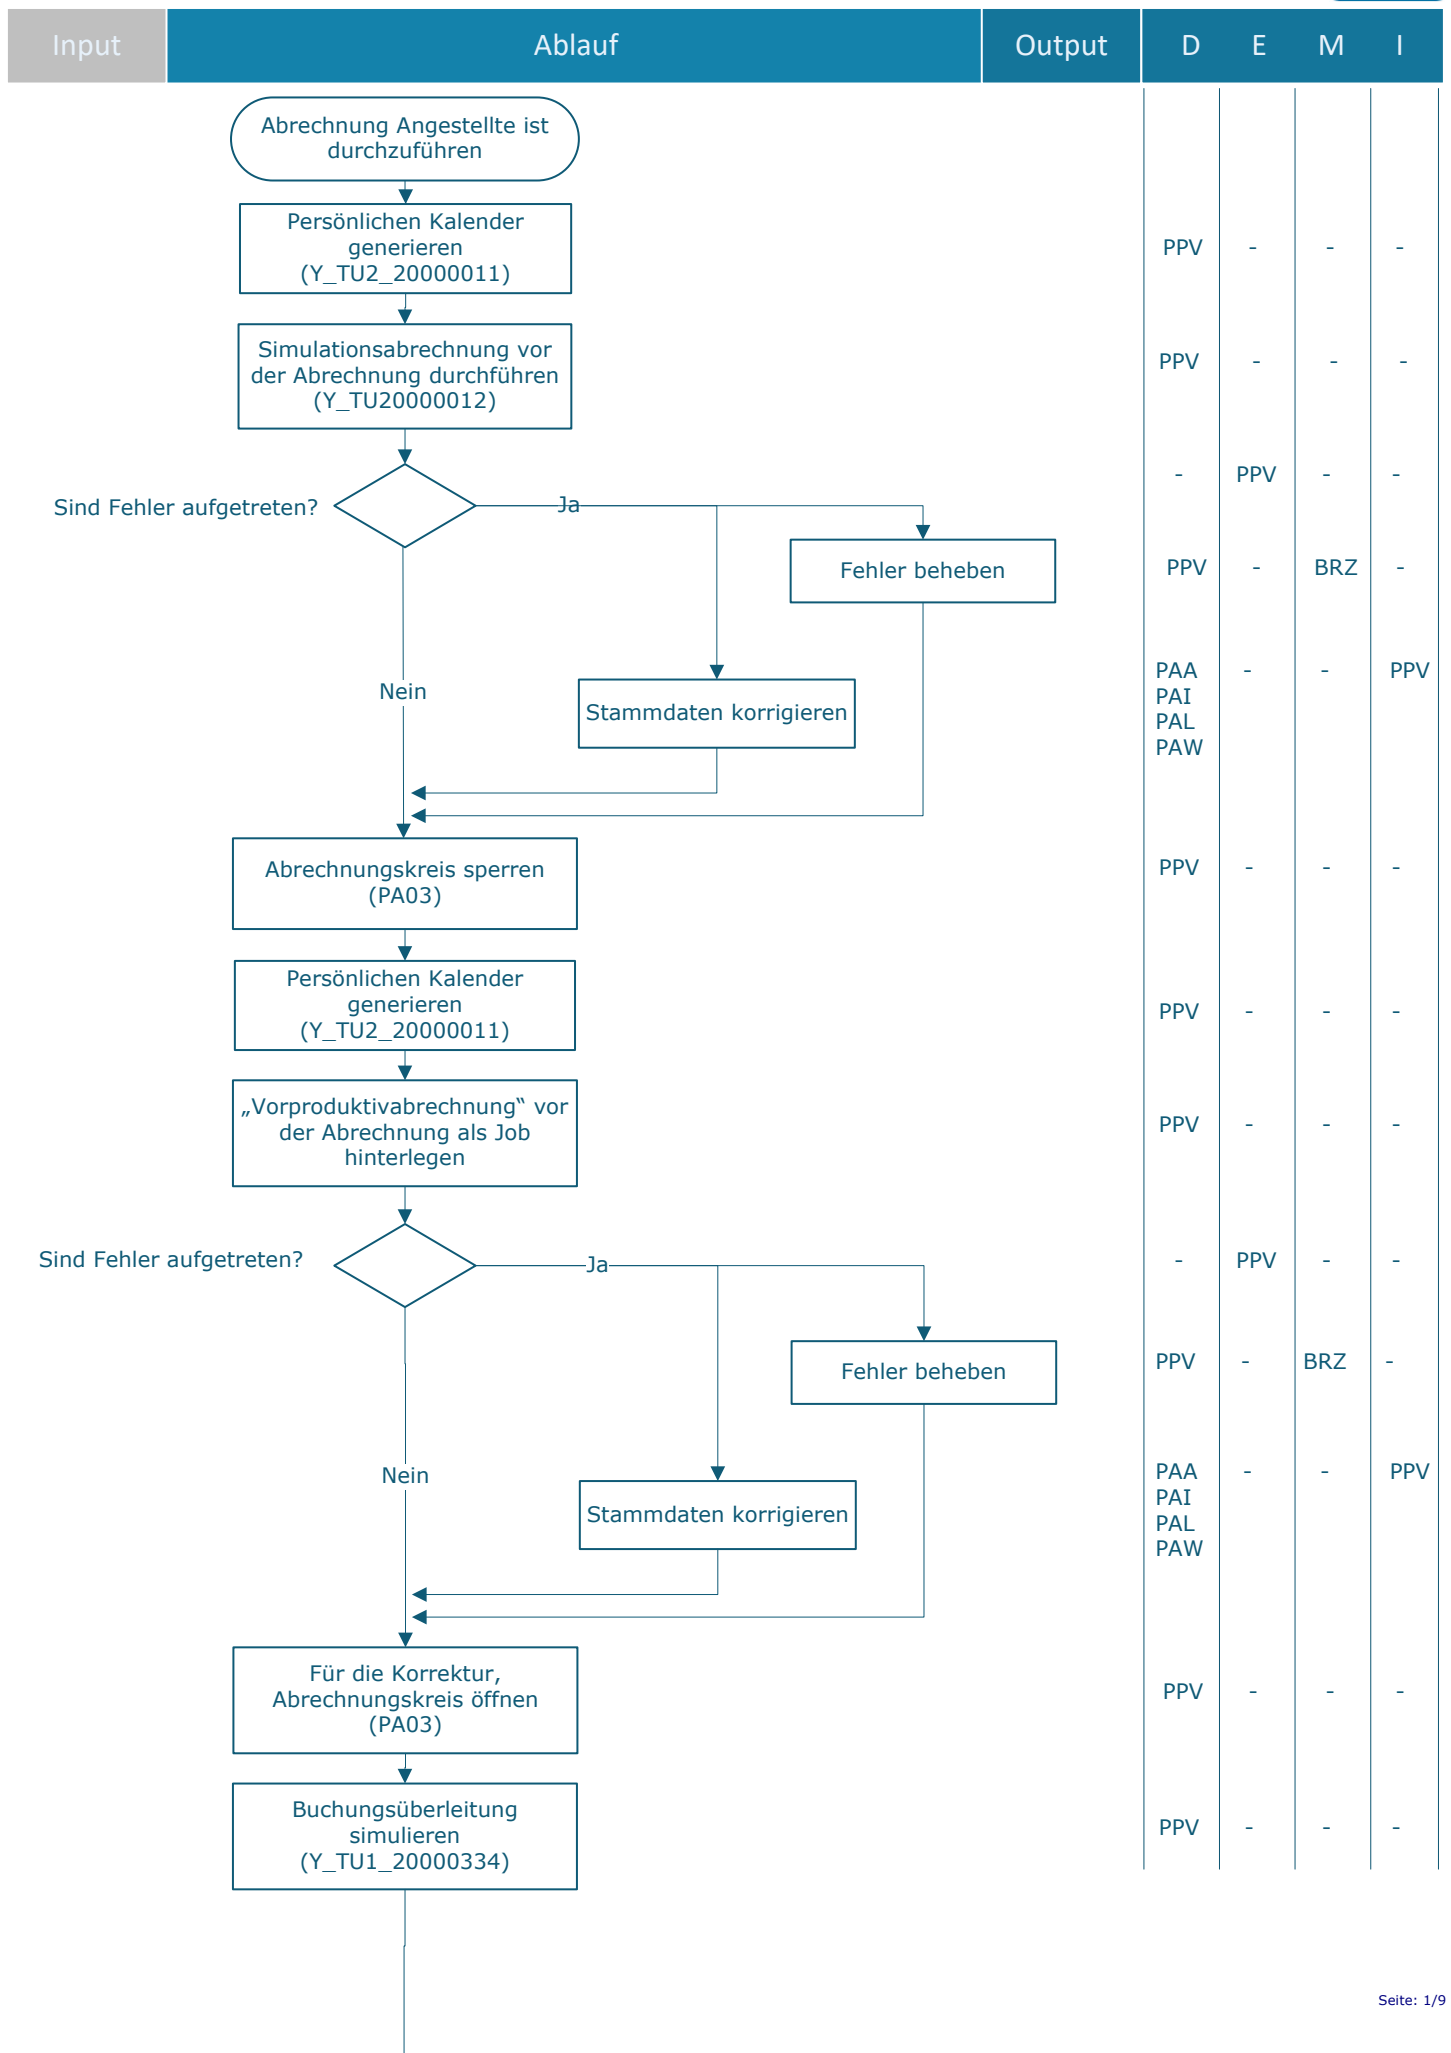 Input Ablauf Output D E M I
Abrechnung Angestellte ist
durchzuführen
Persönlichen Kalender
generieren
(Y_TU2_20000011)
PPV - - -
Simulationsabrechnung vor
der Abrechnung durchführen
(Y_TU20000012)
PPV - - -
Sind Fehler aufgetreten?
Ja
- PPV - -
Fehler beheben
PPV - BRZ -
Nein
Stammdaten korrigieren
PAA - - PPV
PAI
PAL
PAW
Abrechnungskreis sperren
(PA03)
PPV - - -
Persönlichen Kalender
generieren
(Y_TU2_20000011)
PPV - - -
„Vorproduktivabrechnung“ vor
der Abrechnung als Job
hinterlegen
PPV - - -
Sind Fehler aufgetreten?
Ja
- PPV - -
Fehler beheben
PPV - BRZ -
Nein
Stammdaten korrigieren
PAA - - PPV
PAI
PAL
PAW
Für die Korrektur,
Abrechnungskreis öffnen
(PA03)
PPV - - -
Buchungsüberleitung
simulieren
(Y_TU1_20000334)
PPV - - -
Seite: 1/9